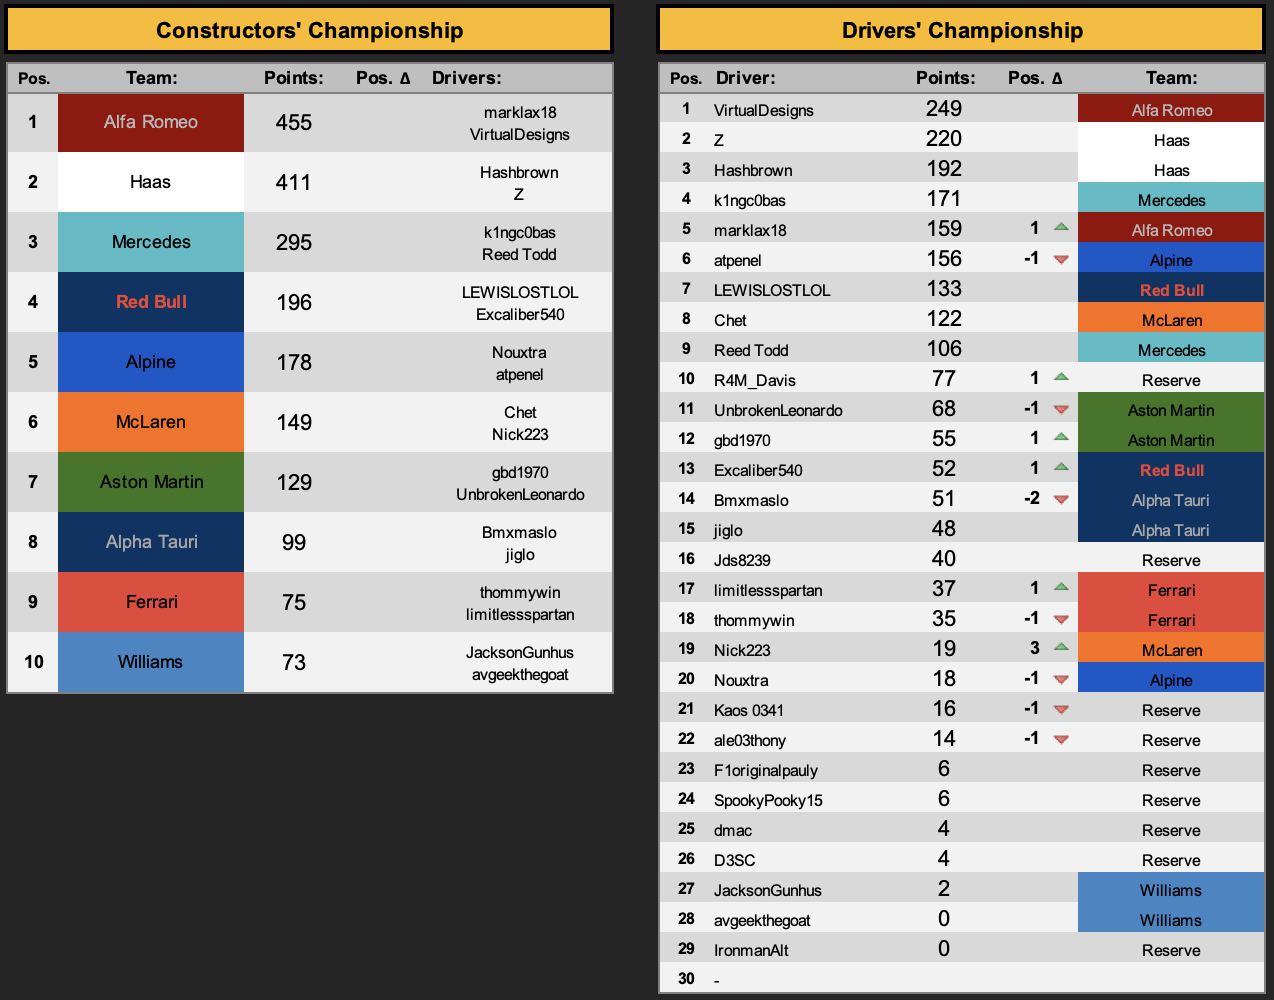 Constructors' Championship
Pos. Team: Points: Pos. Δ Drivers:
1 Alfa Romeo 455 marklax18
VirtualDesigns
2 Haas 411 Hashbrown
Z
3 Mercedes 295 k1ngc0bas
Reed Todd
4 Red Bull 196 LEWISLOSTLOL
Excaliber540
5 Alpine 178 Nouxtra
atpenel
6 McLaren 149 Chet
Nick223
7 Aston Martin 129 gbd1970
UnbrokenLeonardo
8 Alpha Tauri 99 Bmxmaslo
jiglo
9 Ferrari 75 thommywin
limitlessspartan
10 Williams 73 JacksonGunhus
avgeekthegoat
Drivers' Championship
Pos. Driver: Points: Pos. Δ Team:
1 VirtualDesigns 249 Alfa Romeo
2 Z 220 Haas
3 Hashbrown 192 Haas
4 k1ngc0bas 171 Mercedes
5 marklax18 159 1 Alfa Romeo
6 atpenel 156 -1 Alpine
7 LEWISLOSTLOL 133 Red Bull
8 Chet 122 McLaren
9 Reed Todd 106 Mercedes
10 R4M_Davis 77 1 Reserve
11 UnbrokenLeonardo 68 -1 Aston Martin
12 gbd1970 55 1 Aston Martin
13 Excaliber540 52 1 Red Bull
14 Bmxmaslo 51 -2 Alpha Tauri
15 jiglo 48 Alpha Tauri
16 Jds8239 40 Reserve
17 limitlessspartan 37 1 Ferrari
18 thommywin 35 -1 Ferrari
19 Nick223 19 3 McLaren
20 Nouxtra 18 -1 Alpine
21 Kaos 0341 16 -1 Reserve
22 ale03thony 14 -1 Reserve
23 F1originalpauly 6 Reserve
24 SpookyPooky15 6 Reserve
25 dmac 4 Reserve
26 D3SC 4 Reserve
27 JacksonGunhus 2 Williams
28 avgeekthegoat 0 Williams
29 IronmanAlt 0 Reserve
30 -